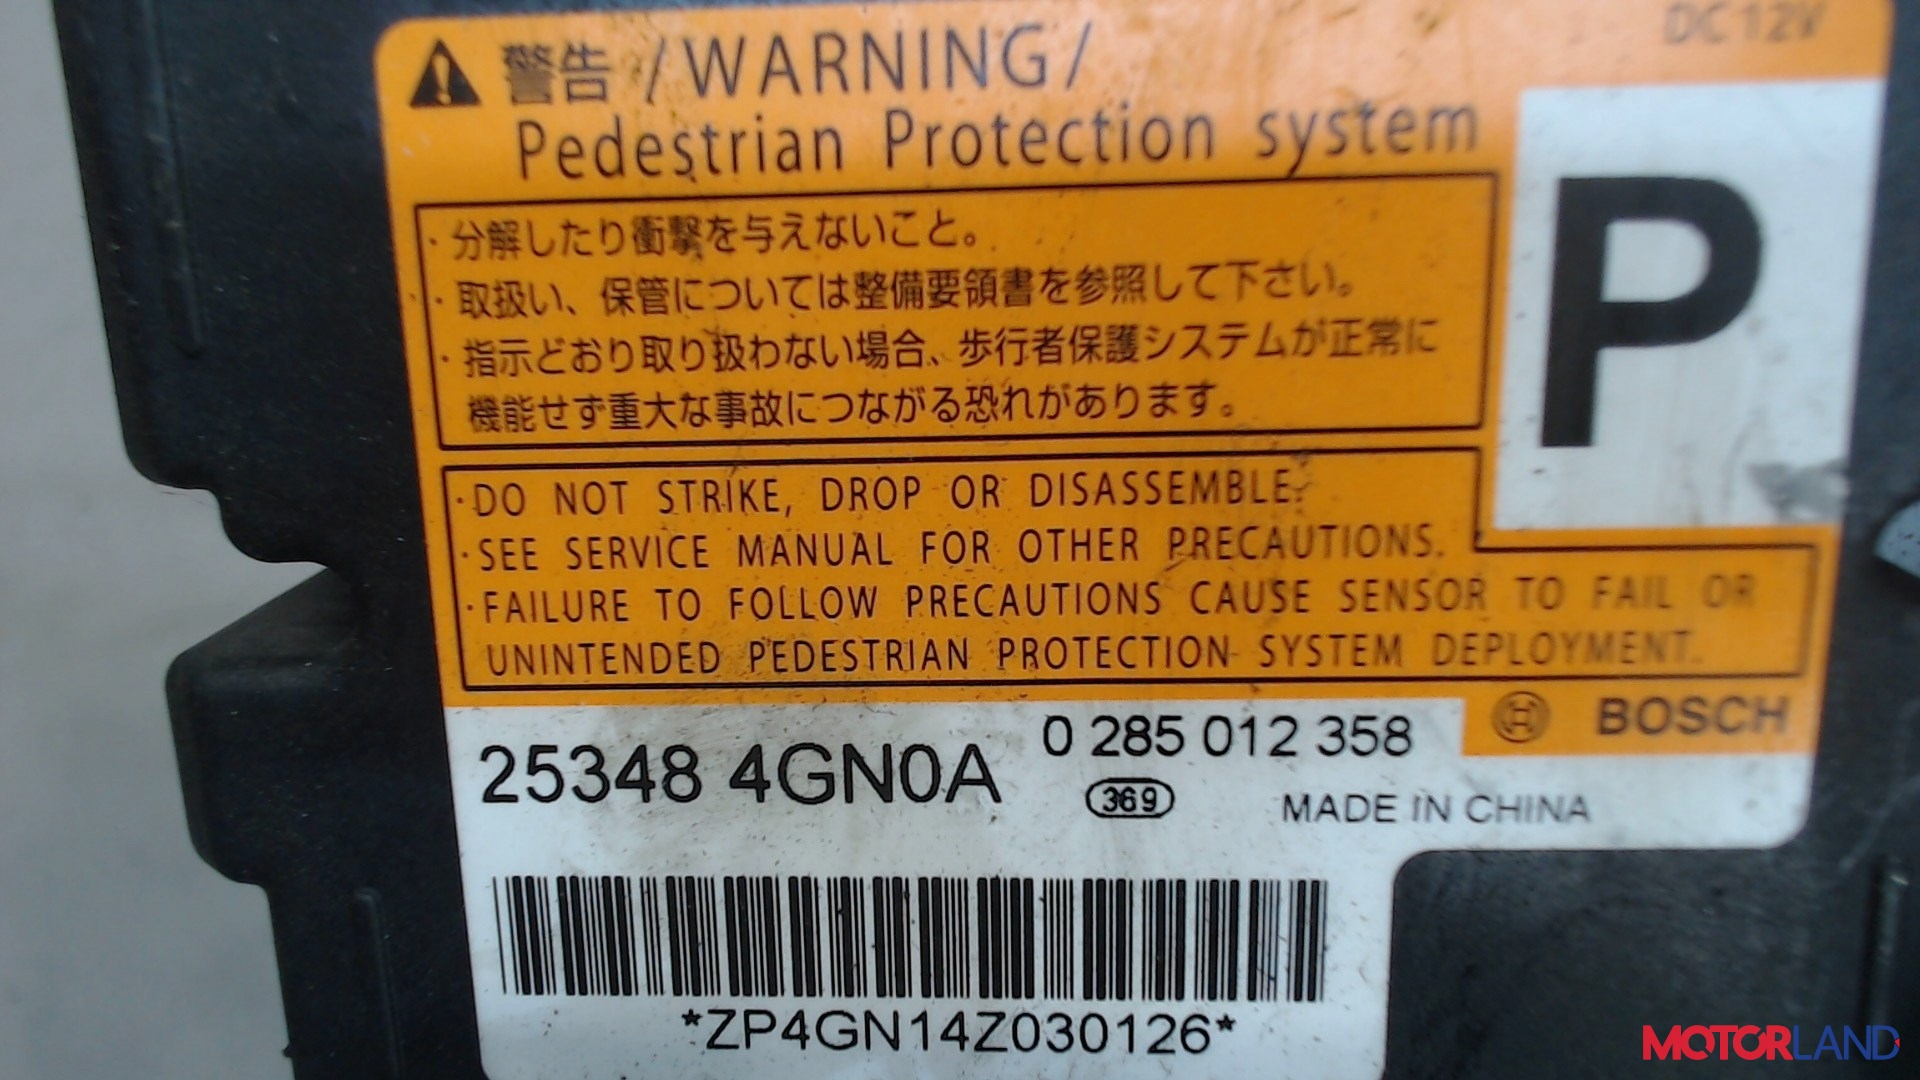 DC 12V
警告 / WARNING /
Pedestrian Protection system
P
・分解したり衝撃を与えないこと。
・取扱い、保管については整備要領書を参照して下さい。
・指示どおり取り扱わない場合、歩行者保護システムが正常に
機能せず重大な事故につながる恐れがあります。
·DO NOT STRIKE, DROP OR DISASSEMBLE.
·SEE SERVICE MANUAL FOR OTHER PRECAUTIONS.
·FAILURE TO FOLLOW PRECAUTIONS CAUSE SENSOR TO FAIL OR
UNINTENDED PEDESTRIAN PROTECTION SYSTEM DEPLOYMENT.
BOSCH
25348 4GN0A 0 285 012 358
369 MADE IN CHINA
*ZP4GN14Z030126*
MOTORLAND